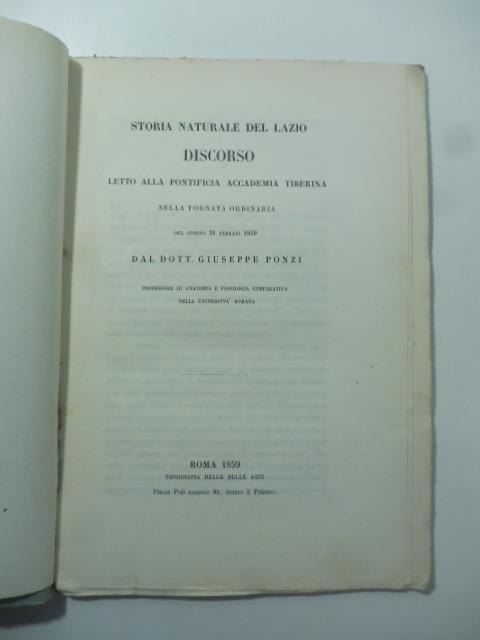 STORIA NATURALE DEL LAZIO
DISCORSO
LETTO ALLA PONTIFICIA ACCADEMIA TIBERINA
NELLA TORNATA ORDINARIA
DEL GIORNO FEBRARO 1859
DAL DOTT. GIUSEPPE PONZI
PROFESSORE DI ANATOMIA E FISIOLOGIA COMPARATIVA
NELLA UNIVERSITA' ROMANA
ROMA 1859
TIPOGRAFIA DELLE BELLE ARTI
Piazza Poli numero 91, dentro il Palazzo.